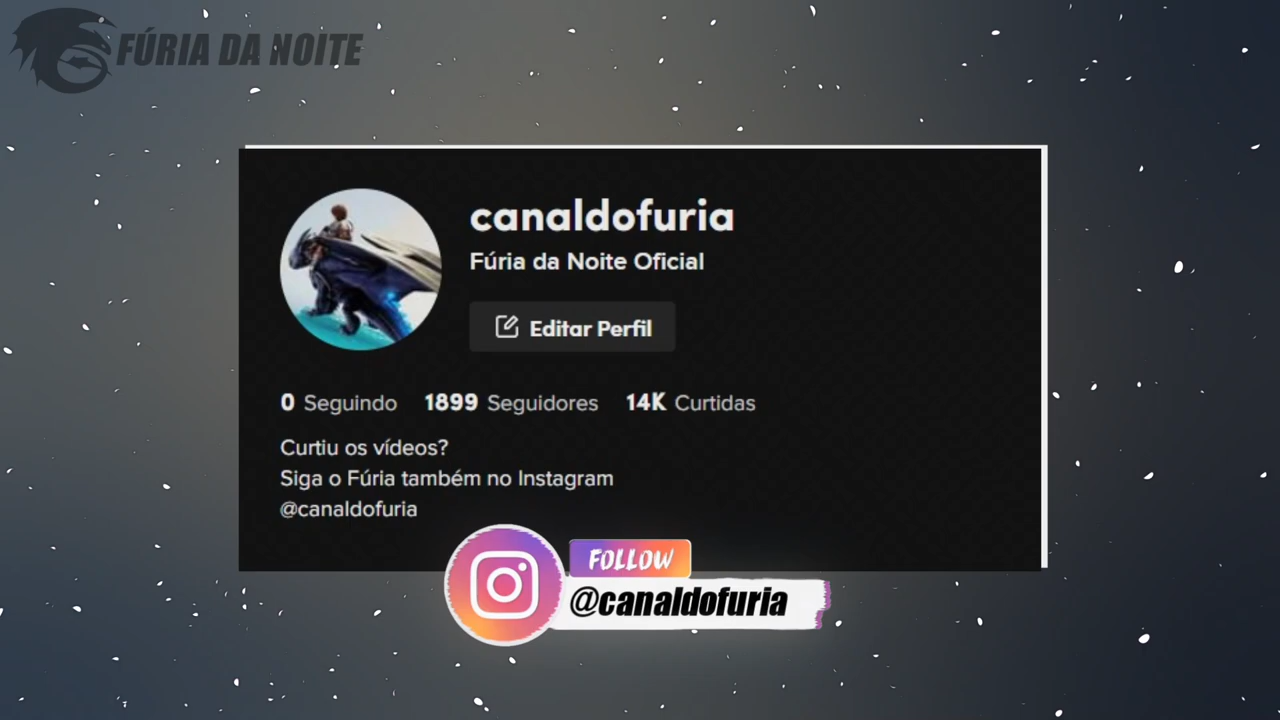 FÚRIA DA NOITE
canaldofuria
Fúria da Noite Oficial
Editar Perfil
0 Seguindo 1899 Seguidores 14K Curtidas
Curtiu os vídeos?
Siga o Fúria também no Instagram
@canaldofuria
FOLLOW
@canaldofuria